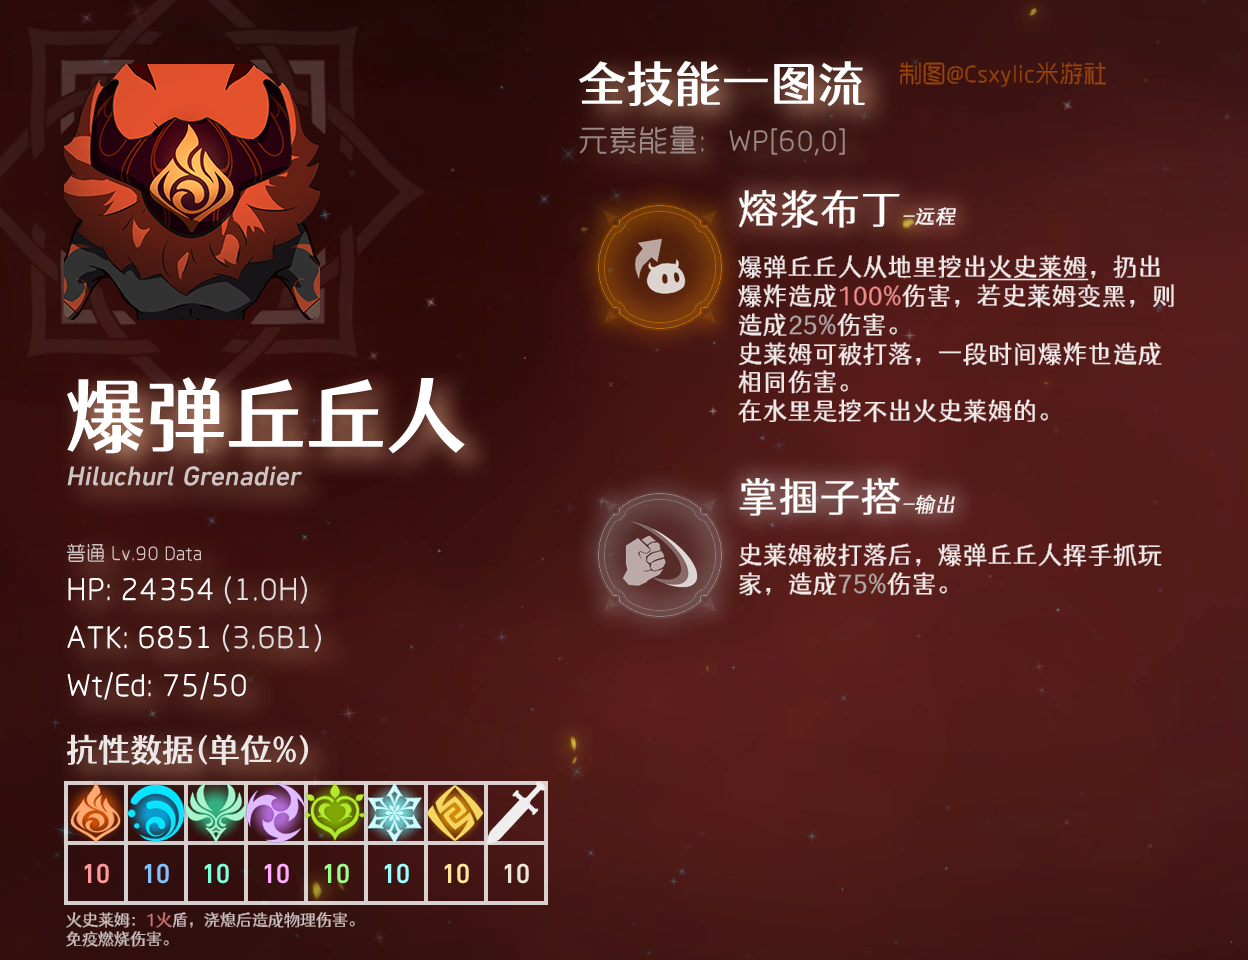 全技能一图流
制图@Csxylic米游社
元素能量: WP[60,0]
熔浆布丁-远程
爆弹丘丘人从地里挖出火史莱姆，扔出
爆炸造成100%伤害，若史莱姆变黑，则
造成25%伤害。
史莱姆可被打落，一段时间爆炸也造成
相同伤害。
在水里是挖不出火史莱姆的。
掌掴子搭-输出
史莱姆被打落后，爆弹丘丘人挥手抓玩
家，造成75%伤害。
爆弹丘丘人
Hiluchurl Grenadier
普通 Lv.90 Data
HP: 24354 (1.0H)
ATK: 6851 (3.6B1)
Wt/Ed: 75/50
抗性数据(单位%)
10 10 10 10 10 10 10 10
火史莱姆：1火盾，浇熄后造成物理伤害。
免疫燃烧伤害。